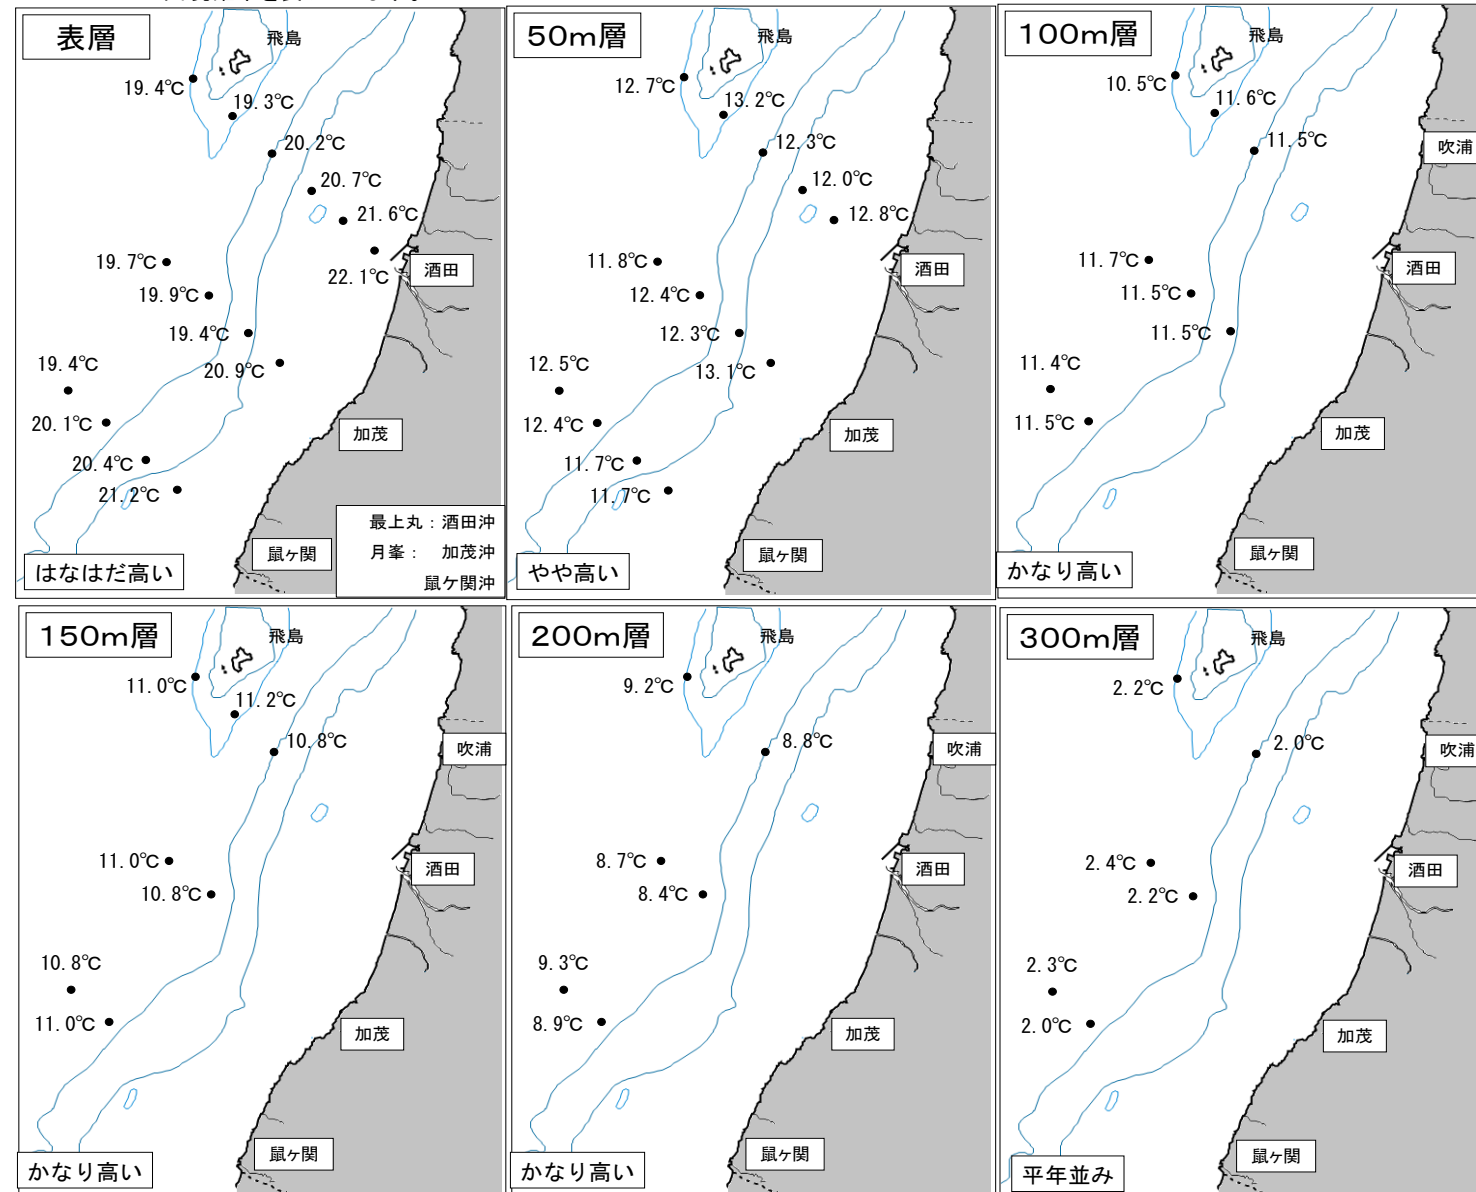 表層
飛島
19.4℃
19.3℃
20.2℃
20.7℃
21.6℃
22.1℃
酒田
19.7℃
19.9℃
19.4℃
20.9℃
19.4℃
20.1℃
20.4℃
21.2℃
加茂
最上丸：酒田沖
月峯： 加茂沖
鼠ケ関沖
鼠ヶ関
はなはだ高い
50m層
飛島
12.7℃
13.2℃
12.3℃
12.0℃
12.8℃
酒田
11.8℃
12.4℃
12.3℃
13.1℃
12.5℃
12.4℃
11.7℃
11.7℃
加茂
鼠ヶ関
やや高い
100m層
飛島
10.5℃
11.6℃
11.5℃
吹浦
11.7℃
酒田
11.5℃
11.5℃
11.4℃
11.5℃
加茂
鼠ヶ関
かなり高い
150m層
飛島
11.0℃
11.2℃
10.8℃
吹浦
11.0℃
酒田
10.8℃
10.8℃
11.0℃
加茂
鼠ヶ関
かなり高い
200m層
飛島
9.2℃
8.8℃
吹浦
8.7℃
酒田
8.4℃
9.3℃
8.9℃
加茂
鼠ヶ関
かなり高い
300m層
飛島
2.2℃
2.0℃
吹浦
2.4℃
酒田
2.2℃
2.3℃
2.0℃
加茂
鼠ヶ関
平年並み